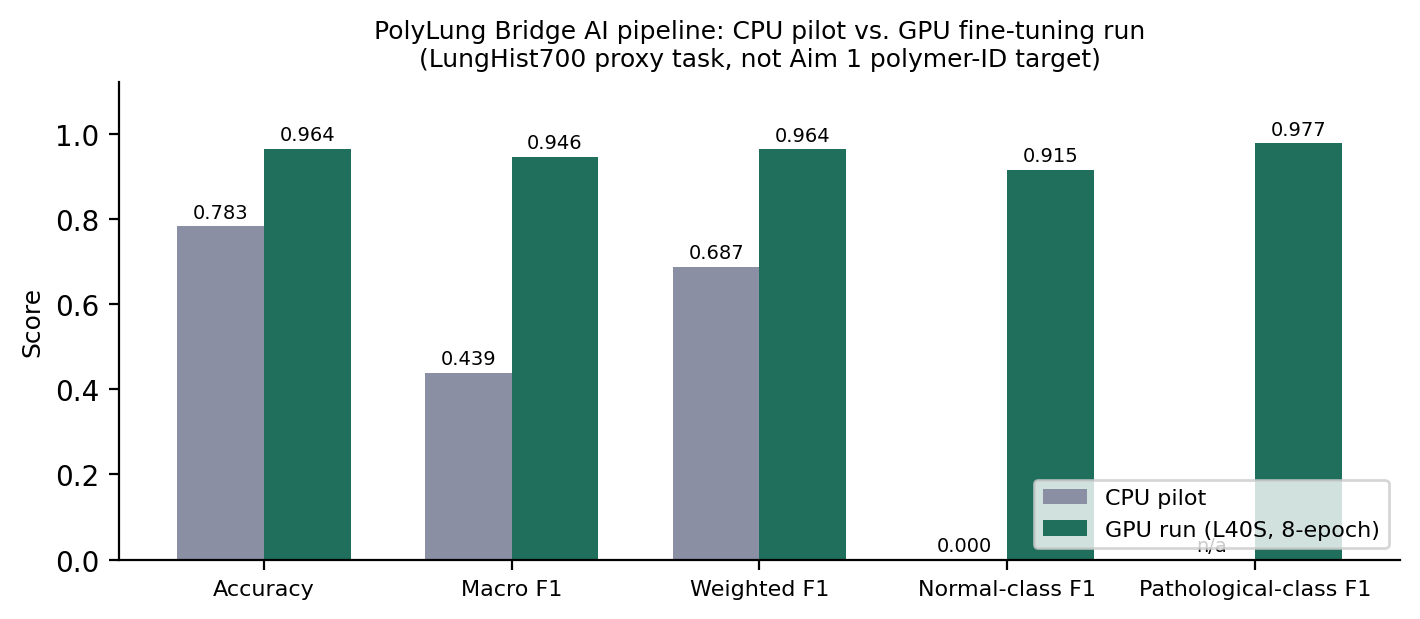 PolyLung Bridge AI pipeline: CPU pilot vs. GPU fine-tuning run
(LungHist700 proxy task, not Aim 1 polymer-ID target)
Score
1.0
0.8
0.6
0.4
0.2
0.0
0.783
0.964
0.439
0.946
0.687
0.964
0.000
0.915
n/a
0.977
CPU pilot
GPU run (L40S, 8-epoch)
Accuracy
Macro F1
Weighted F1
Normal-class F1
Pathological-class F1